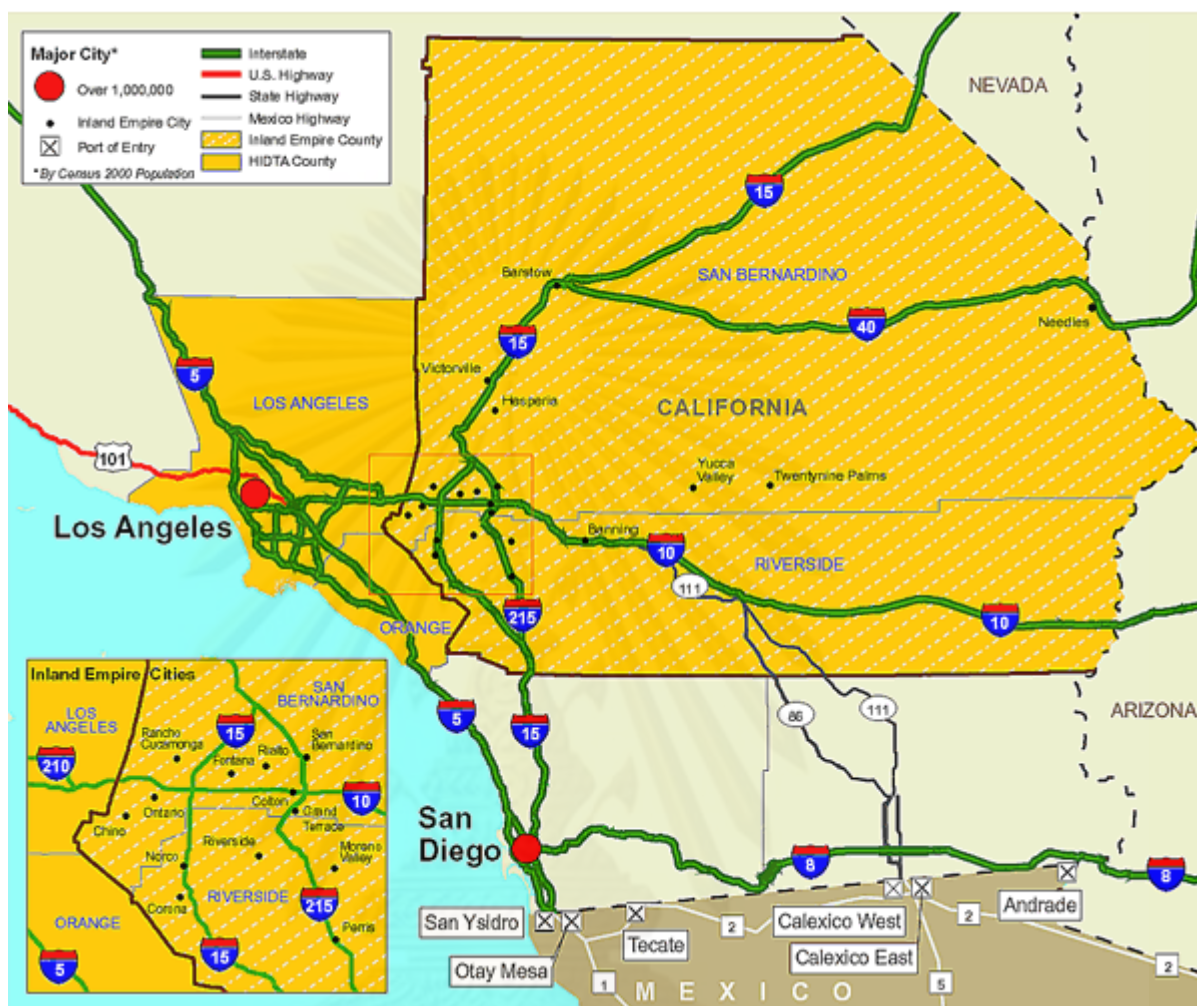 Major City*
Over 1,000,000
Inland Empire City
Port of Entry
*By Census 2000 Population
Interstate
U.S. Highway
State Highway
Mexico Highway
Inland Empire County
HIDTA County
NEVADA
15
Barstow
SAN BERNARDINO
40
Needles
15
5
Victorville
LOS ANGELES
Hesperia
CALIFORNIA
101
Yucca
Valley
Twentynine Palms
Los Angeles
Banning
10
RIVERSIDE
111
215
10
ORANGE
5
15
86
111
ARIZONA
San
Diego
8
8
San Ysidro
Otay Mesa
Tecate
2
Calexico West
Calexico East
2
Andrade
2
1
5
MEXICO
Inland Empire Cities
LOS
ANGELES
SAN
BERNARDINO
Rancho
Cucamonga
15
San
Bernardino
Fontana
Rialto
210
10
Ontario
Colton
Chino
Grand
Terrace
Riverside
Moreno
Valley
Norco
RIVERSIDE
215
Corona
ORANGE
Perris
15
5